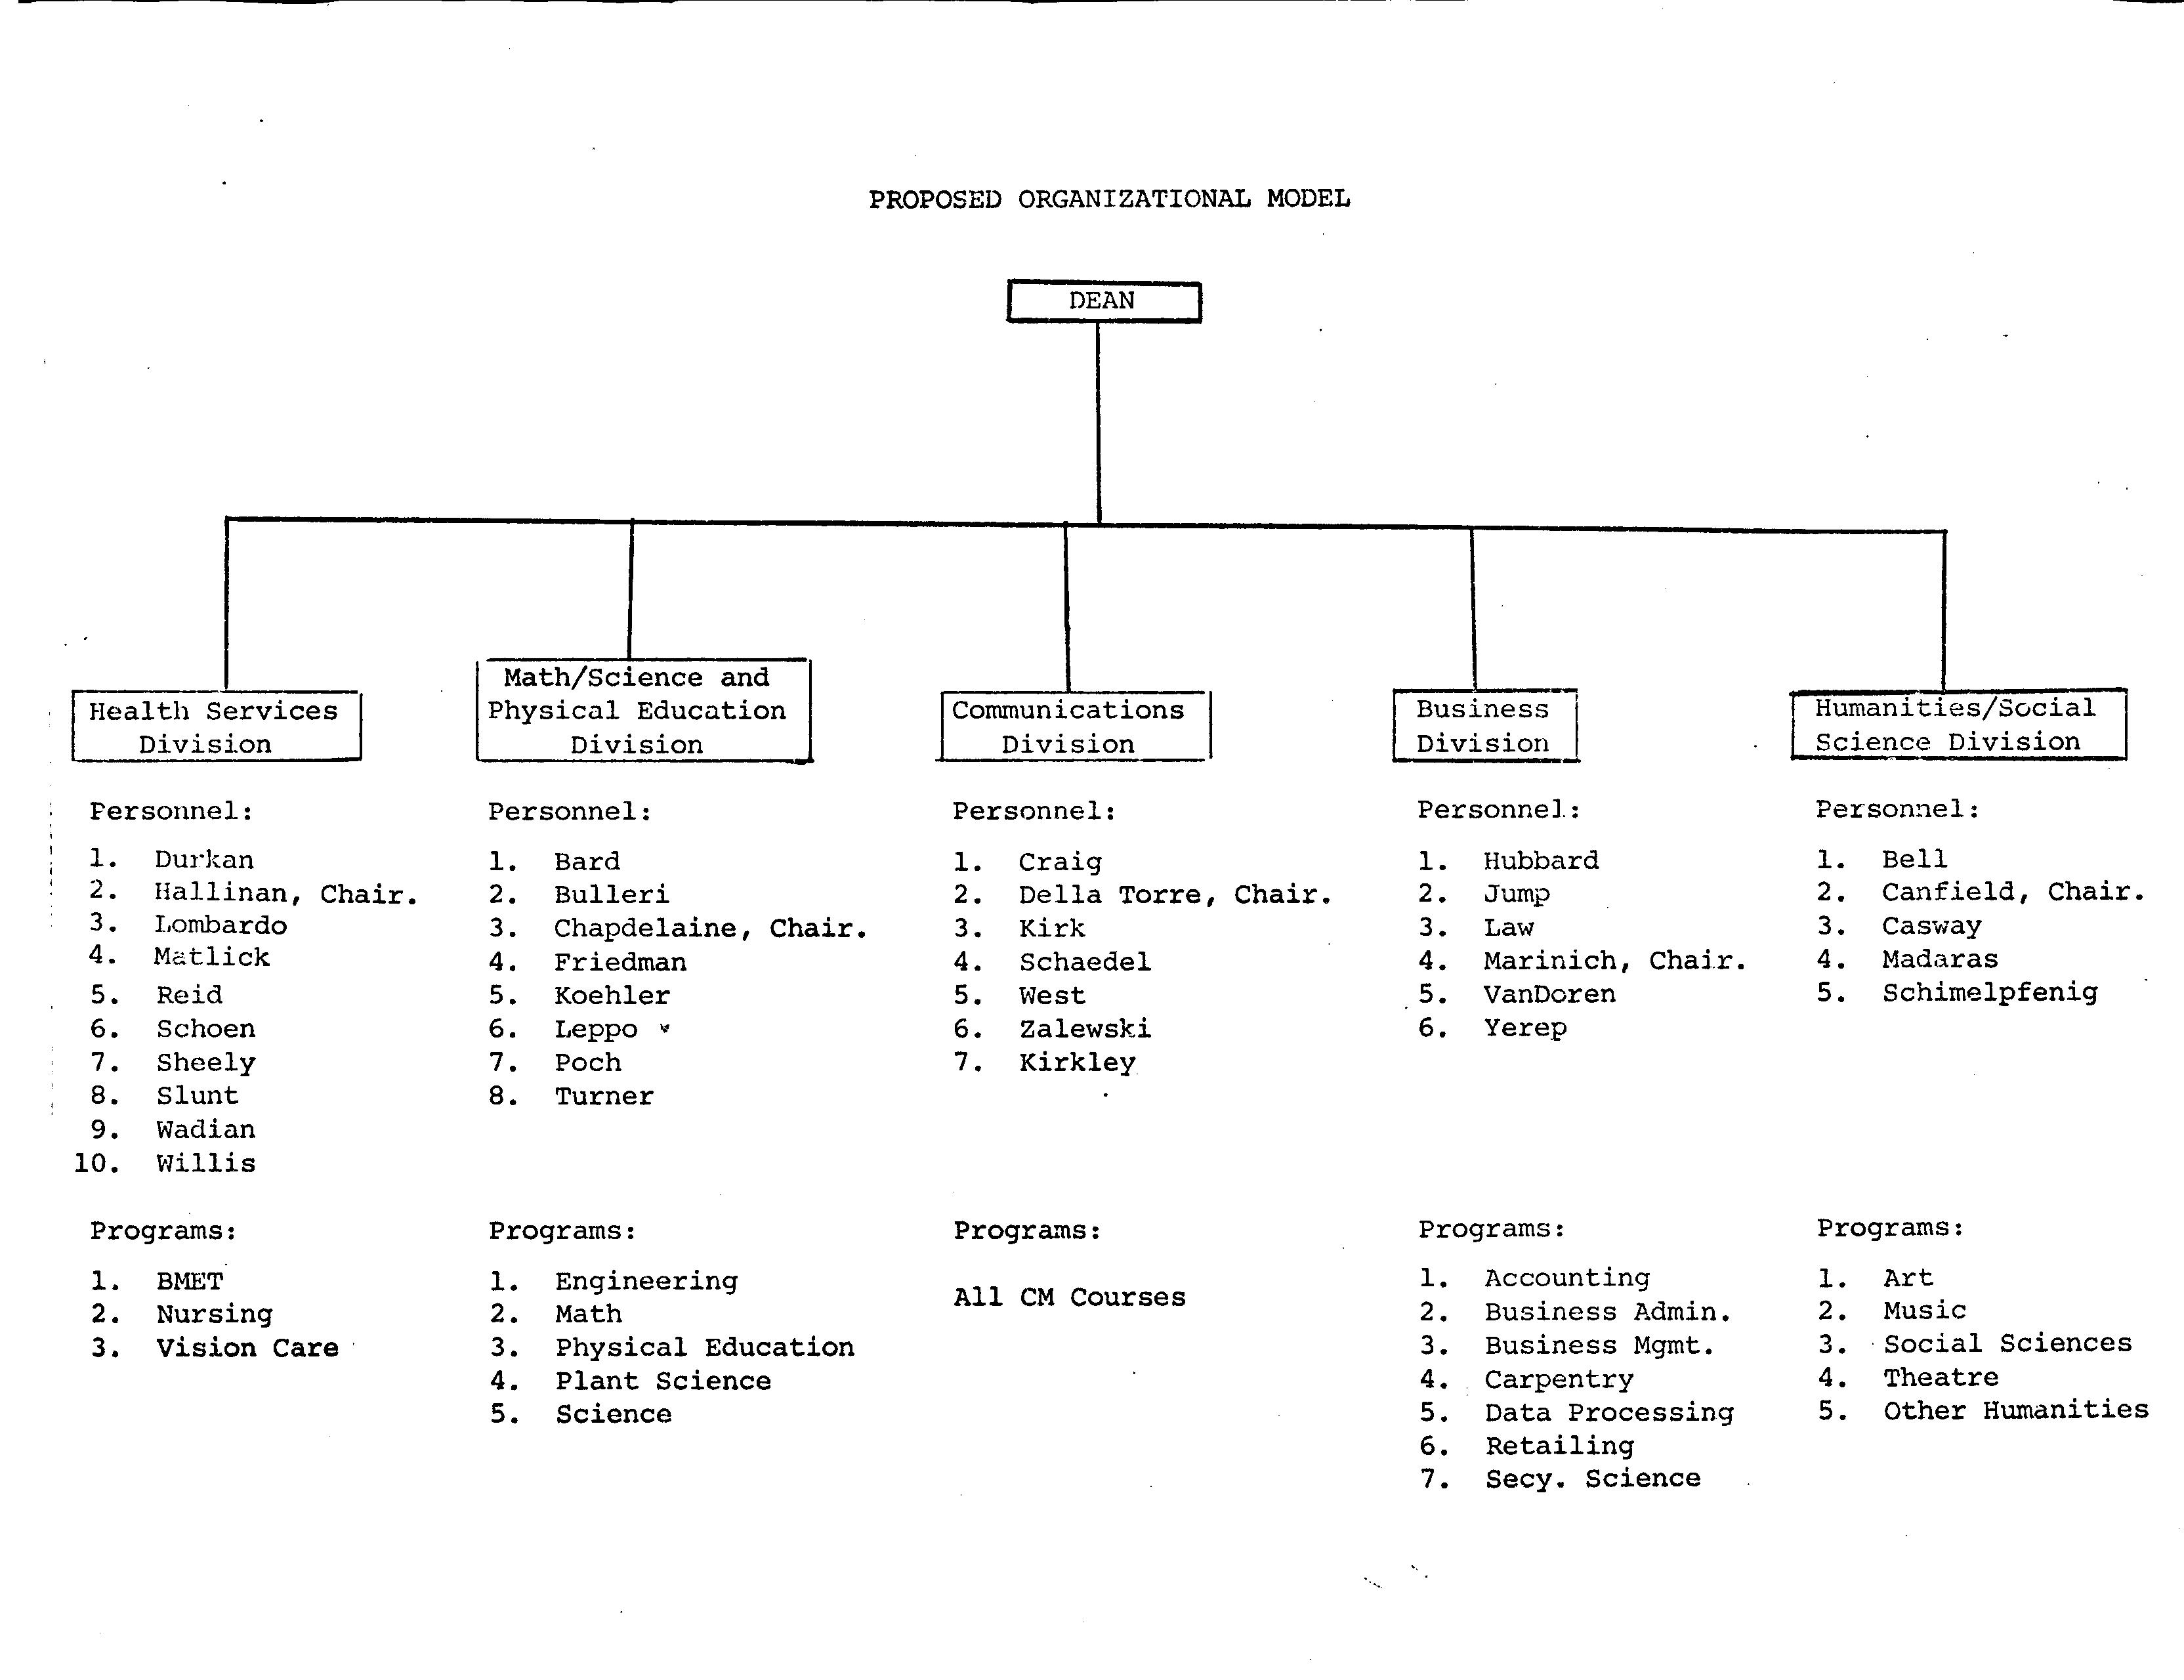 PROPOSED ORGANIZATIONAL MODEL
DEAN
Health Services
Division
Personnel:
1. Durkan
2. Hallinan, Chair.
3. Lombardo
4. Matlick
5. Reid
6. Schoen
7. Sheely
8. Slunt
9. Wadian
10. Willis
Programs:
1. BMET
2. Nursing
3. Vision Care
Math/Science and
Physical Education
Division
Personnel:
1. Bard
2. Bulleri
3. Chapdelaine, Chair.
4. Friedman
5. Koehler
6. Leppo
7. Poch
8. Turner
Programs:
1. Engineering
2. Math
3. Physical Education
4. Plant Science
5. Science
Communications
Division
Personnel:
1. Craig
2. Della Torre, Chair.
3. Kirk
4. Schaedel
5. West
6. Zalewski
7. Kirkley
Programs:
All CM Courses
Business
Division
Personnel:
1. Hubbard
2. Jump
3. Law
4. Marinich, Chair.
5. VanDoren
6. Yerep
Programs:
1. Accounting
2. Business Admin.
3. Business Mgmt.
4. Carpentry
5. Data Processing
6. Retailing
7. Secy. Science
Humanities/Social
Science Division
Personnel:
1. Bell
2. Canfield, Chair.
3. Casway
4. Madaras
5. Schimelpfenig
Programs:
1. Art
2. Music
3. Social Sciences
4. Theatre
5. Other Humanities